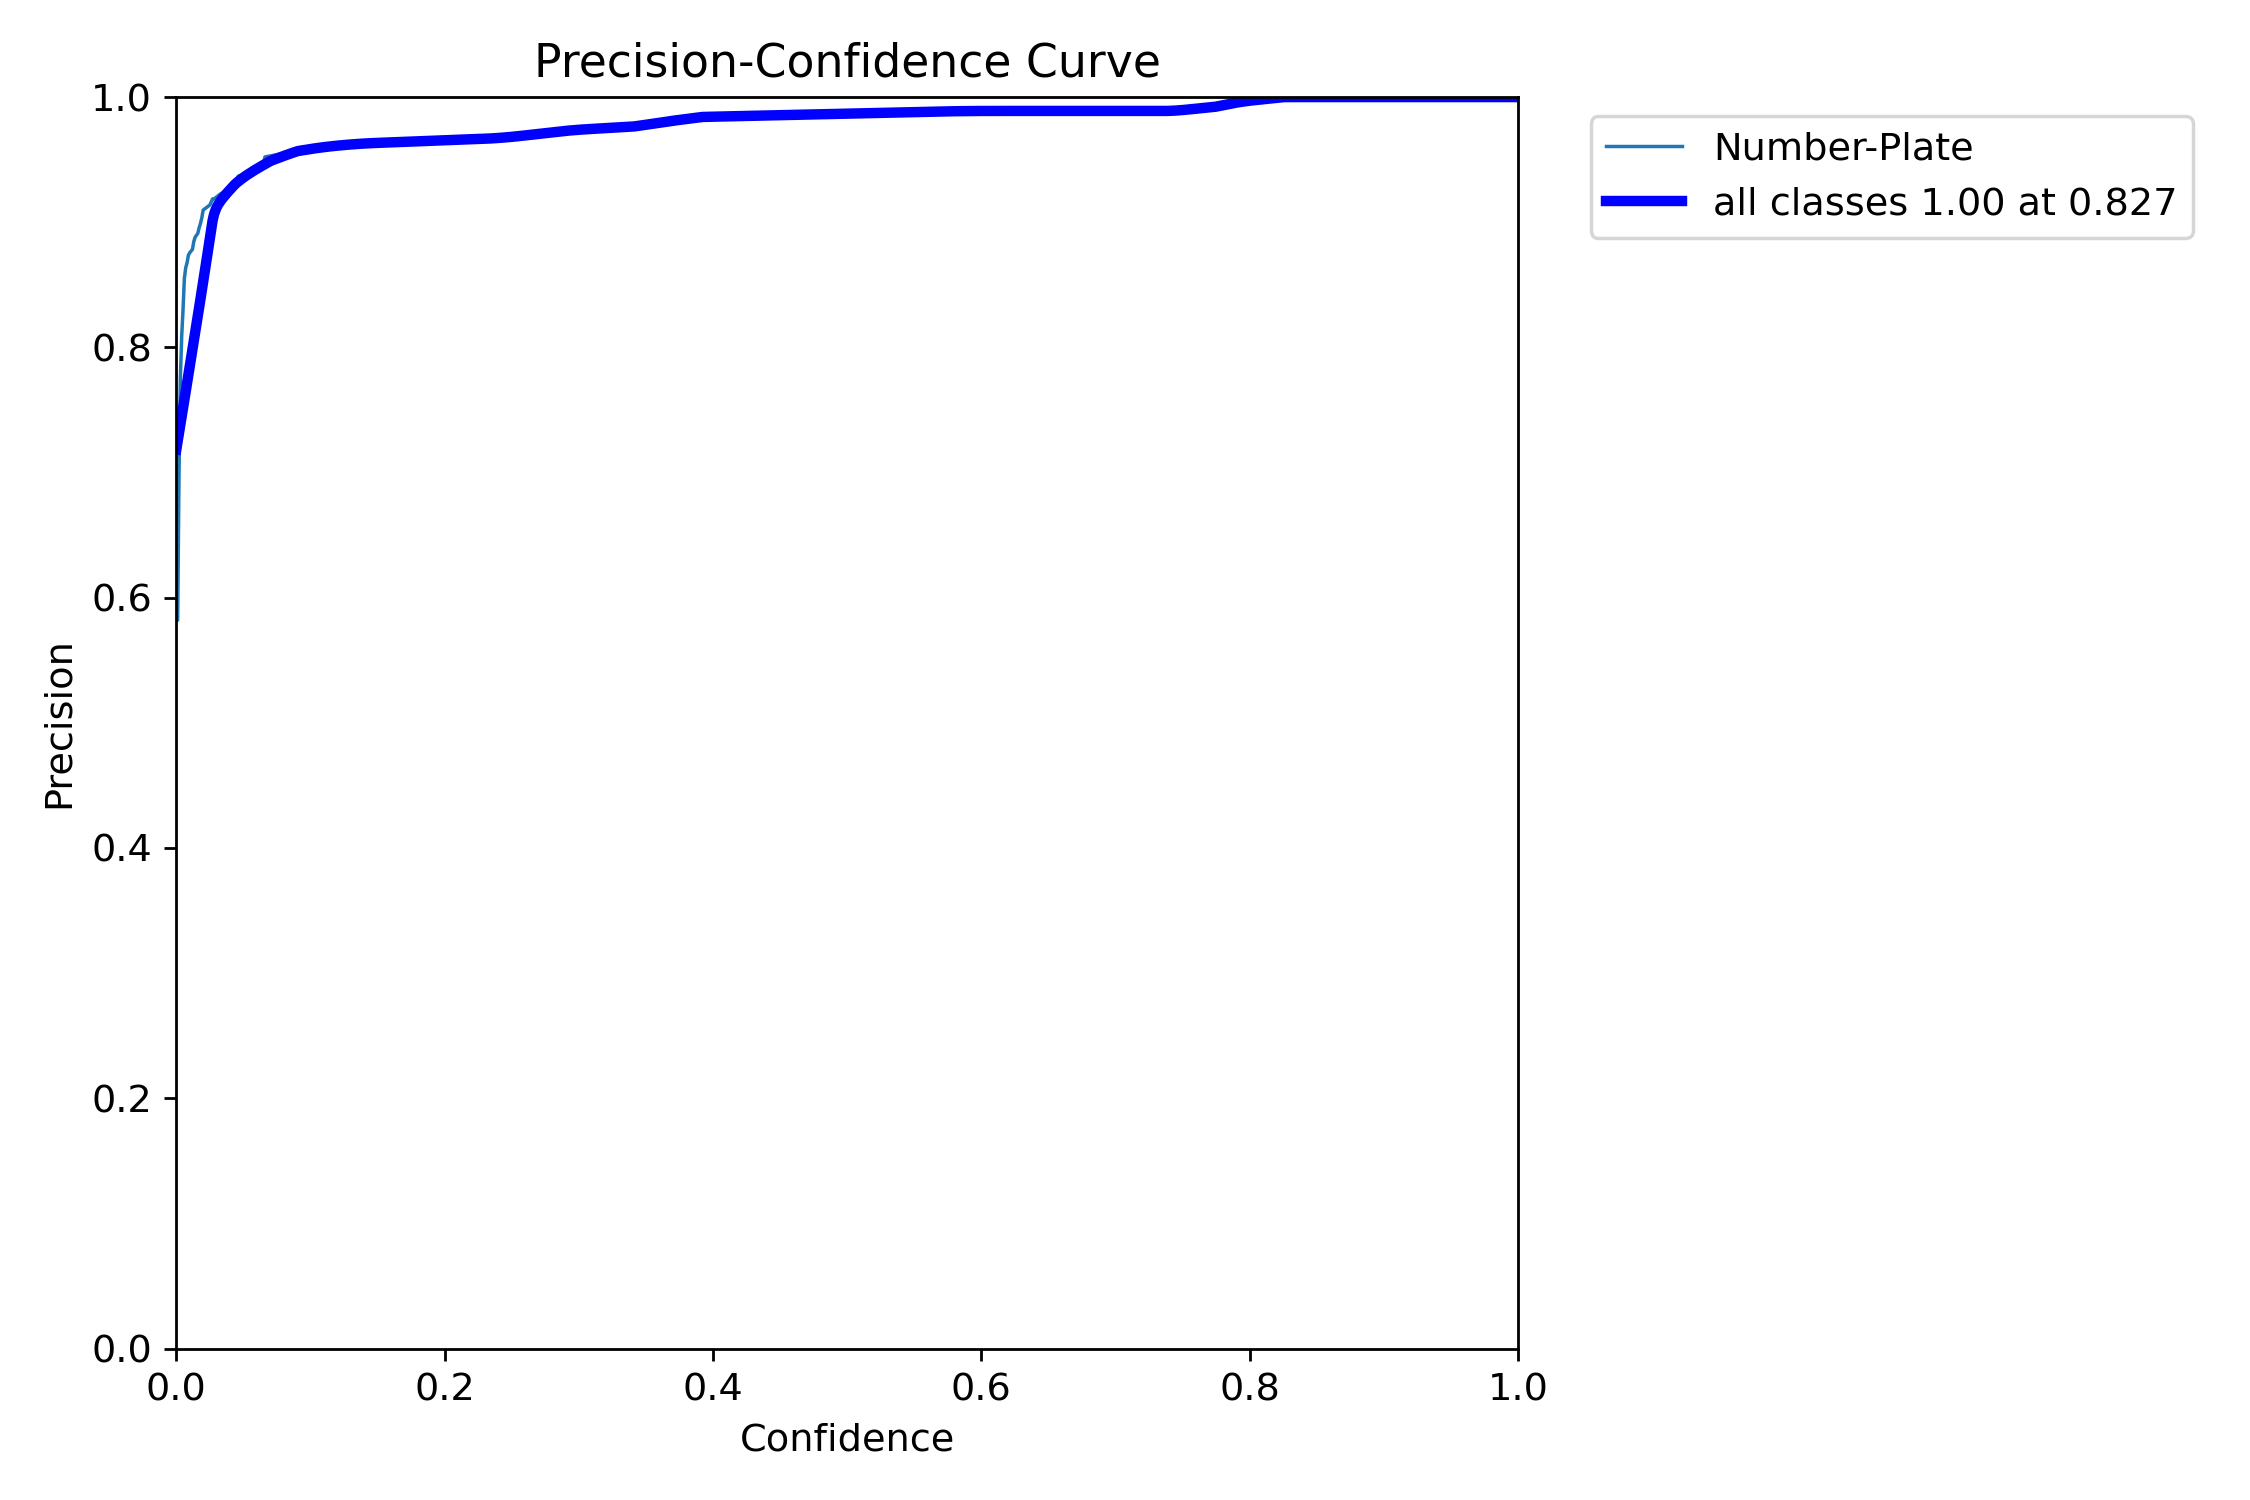 Precision-Confidence Curve
1.0
0.8
0.6
0.4
0.2
0.0
Precision
0.0 0.2 0.4 0.6 0.8 1.0
Confidence
Number-Plate
all classes 1.00 at 0.827